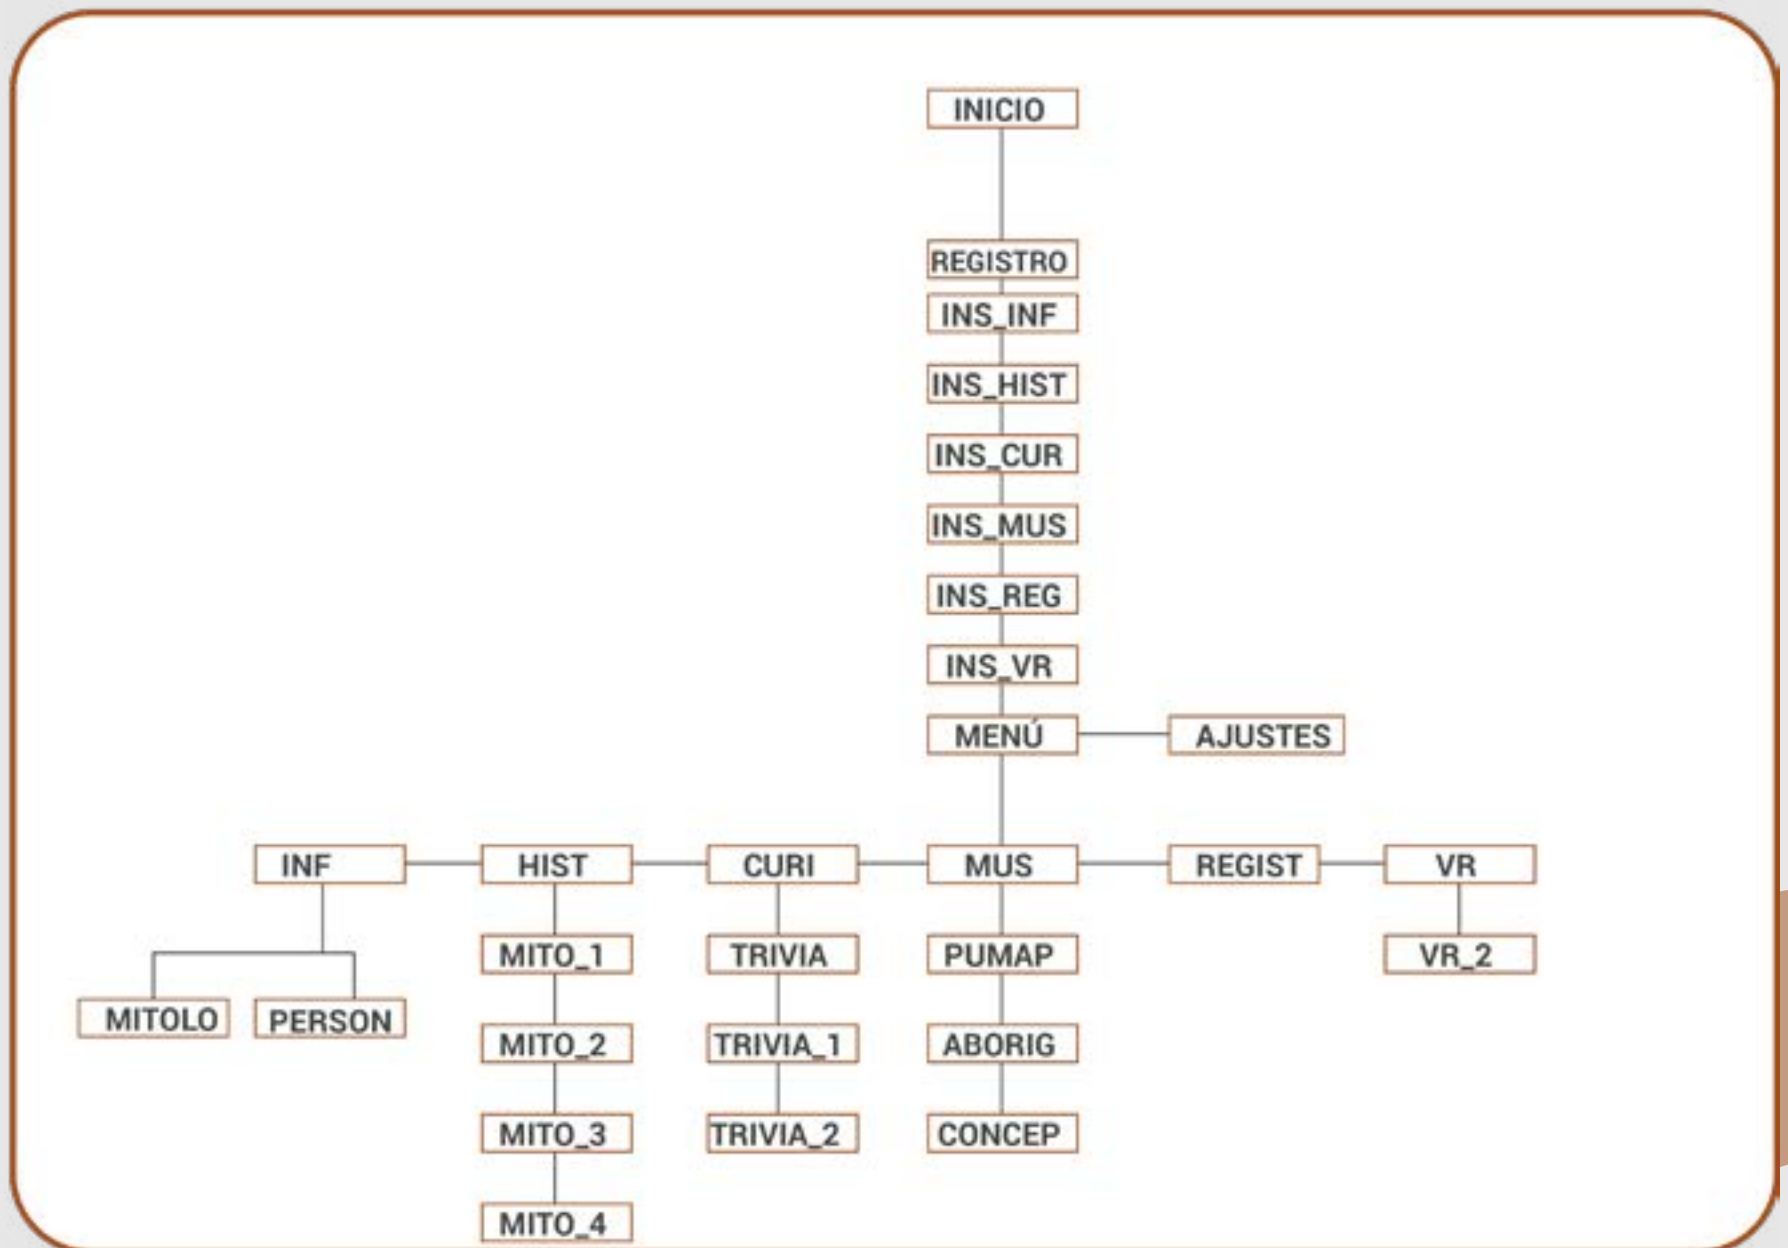 INICIO
REGISTRO
INS_INF
INS_HIST
INS_CUR
INS_MUS
INS_REG
INS_VR
MENÚ AJUSTES
INF HIST CURI MUS REGIST VR
MITO_1 TRIVIA PUMAP VR_2
MITOLO PERSON
MITO_2 TRIVIA_1 ABORIG
MITO_3 TRIVIA_2 CONCEP
MITO_4